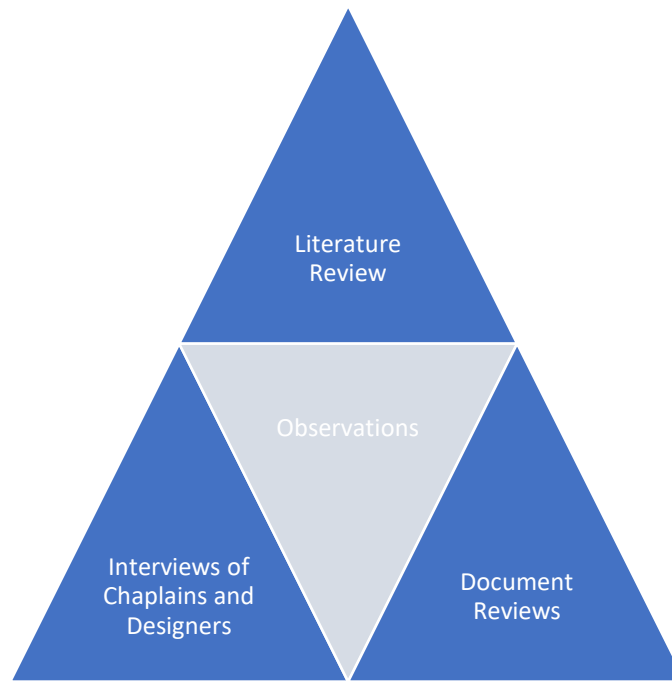 Literature
Review
Observations
Interviews of
Chaplains and
Designers
Document
Reviews